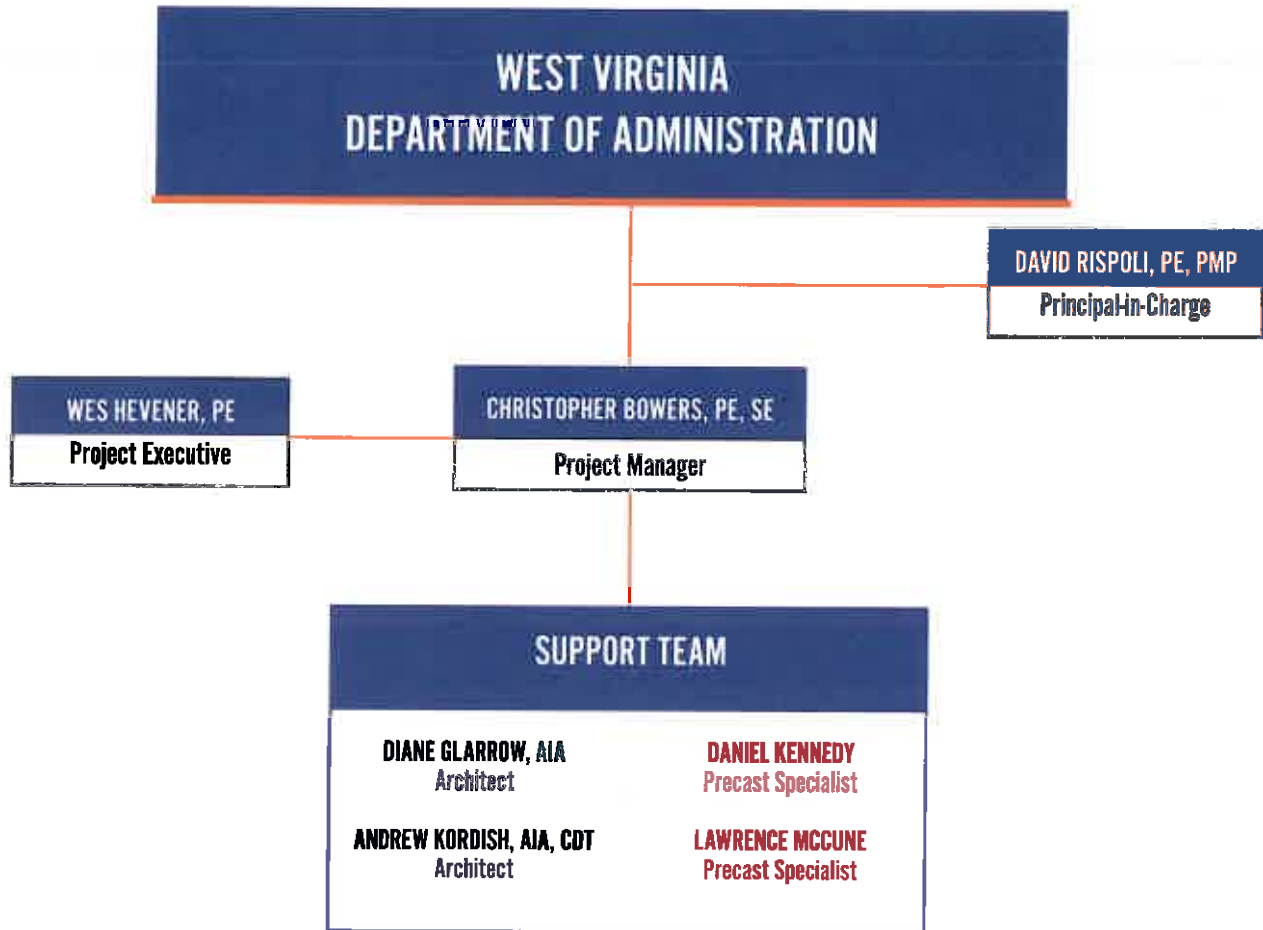 WEST VIRGINIA
DEPARTMENT OF ADMINISTRATION
DAVID RISPOLI, PE, PMP
Principal-in-Charge
WES HEVENER, PE
Project Executive
CHRISTOPHER BOWERS, PE, SE
Project Manager
SUPPORT TEAM
DIANE GLARROW, AIA
Architect
DANIEL KENNEDY
Precast Specialist
ANDREW KORDISH, AIA, CDT
Architect
LAWRENCE MCCUNE
Precast Specialist